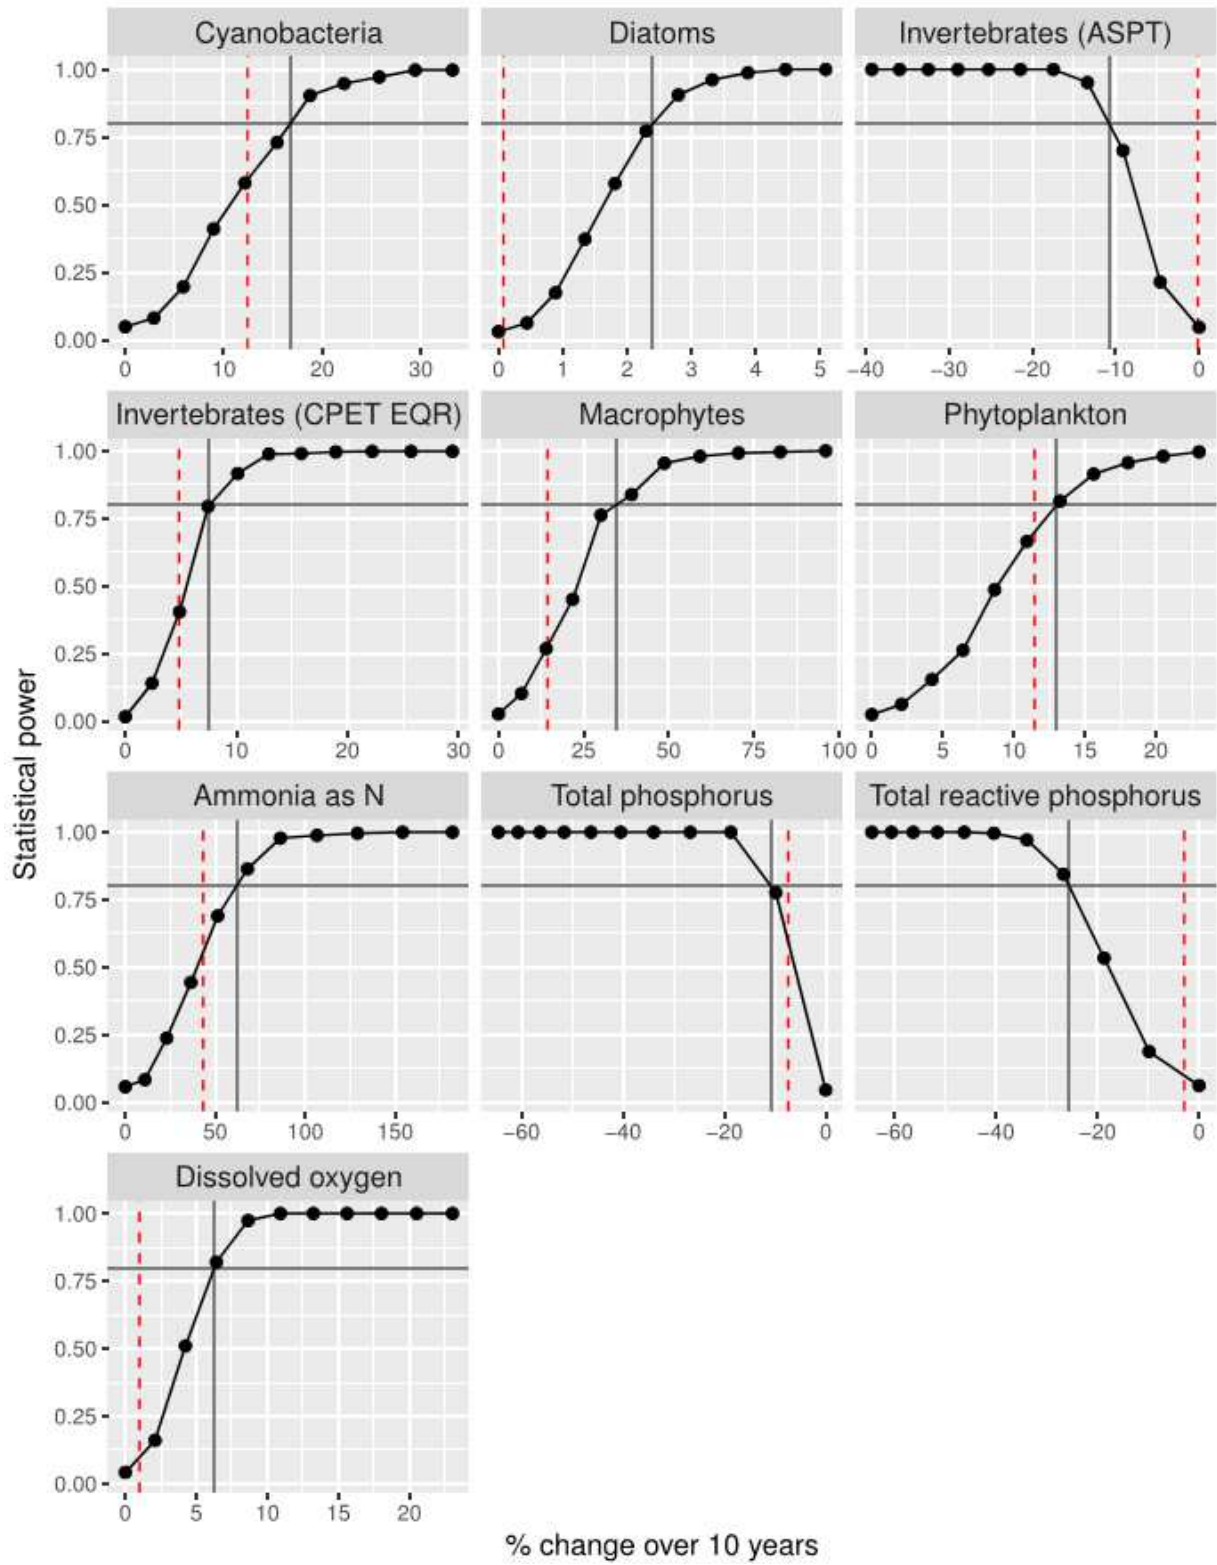 Cyanobacteria Diatoms Invertebrates (ASPT)
1.00
0.75
0.50
0.25
0.00
0 10 20 30 0 1 2 3 4 5 −40 −30 −20 −10 0
Invertebrates (CPET EQR) Macrophytes Phytoplankton
1.00
0.75
0.50
0.25
0.00
0 10 20 30 0 25 50 75 100 0 5 10 15 20
Statistical power
Ammonia as N Total phosphorus Total reactive phosphorus
1.00
0.75
0.50
0.25
0.00
0 50 100 150 −60 −40 −20 0 −60 −40 −20 0
Dissolved oxygen
1.00
0.75
0.50
0.25
0.00
0 5 10 15 20
% change over 10 years